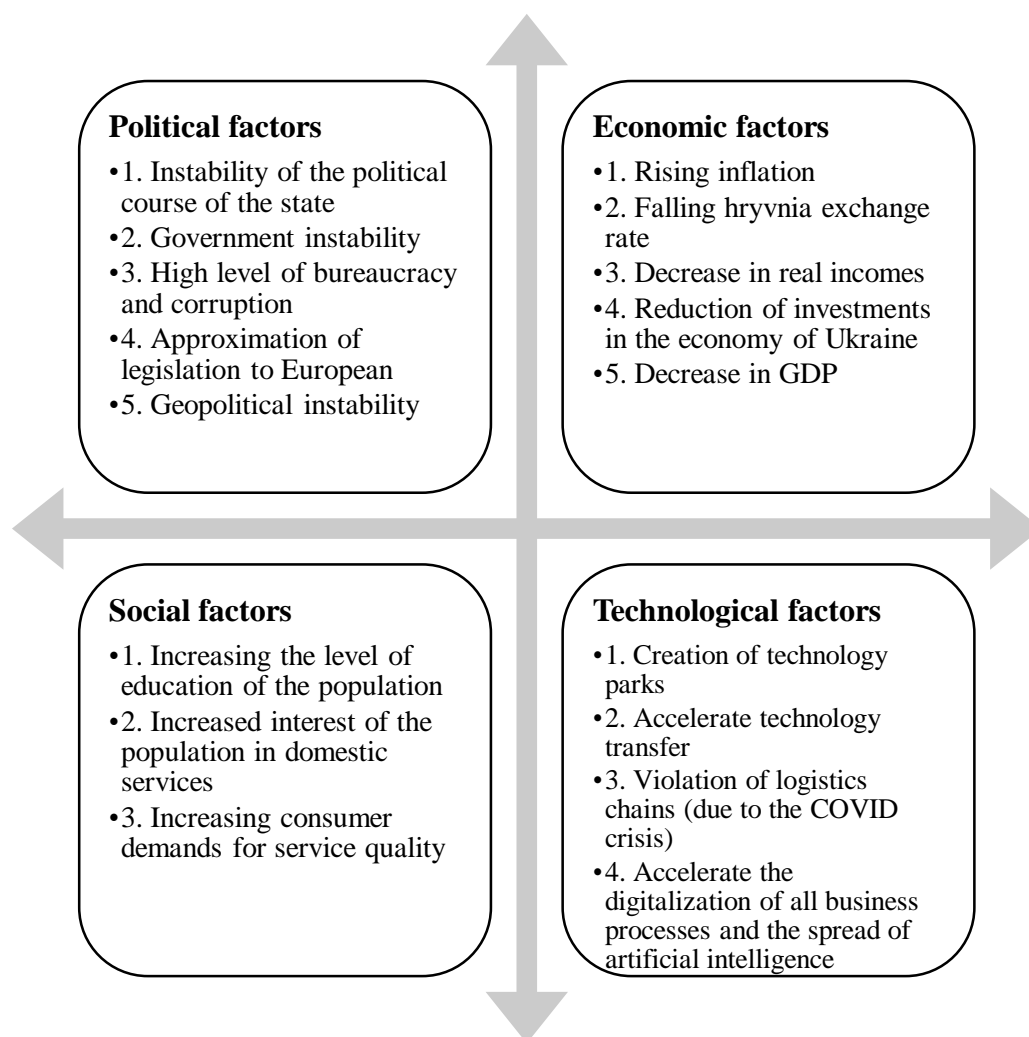 Political factors
•1. Instability of the political
course of the state
•2. Government instability
•3. High level of bureaucracy
and corruption
•4. Approximation of
legislation to European
•5. Geopolitical instability
Economic factors
•1. Rising inflation
•2. Falling hryvnia exchange
rate
•3. Decrease in real incomes
•4. Reduction of investments
in the economy of Ukraine
•5. Decrease in GDP
Social factors
•1. Increasing the level of
education of the population
•2. Increased interest of the
population in domestic
services
•3. Increasing consumer
demands for service quality
Technological factors
•1. Creation of technology
parks
•2. Accelerate technology
transfer
•3. Violation of logistics
chains (due to the COVID
crisis)
•4. Accelerate the
digitalization of all business
processes and the spread of
artificial intelligence